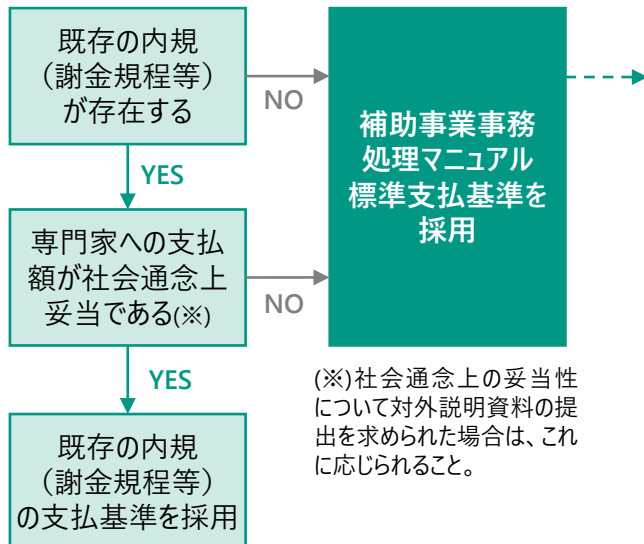 既存の内規
（謝金規程等）
が存在する
NO
YES
補助事業事務
処理マニュアル
標準支払基準を
採用
専門家への支払
額が社会通念上
妥当である(※)
NO
YES
(※)社会通念上の妥当性
について対外説明資料の提
出を求められた場合は、これ
に応じられること。
既存の内規
（謝金規程等）
の支払基準を採用